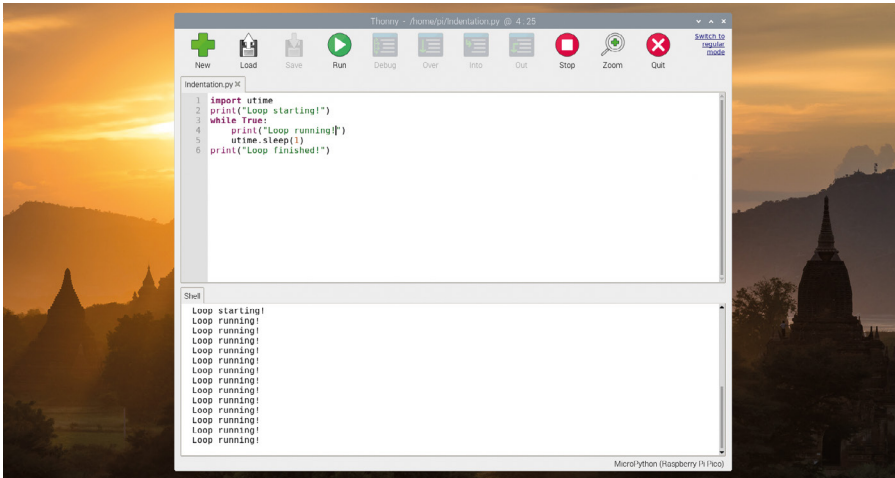 Thonny - /home/pi/Indentation.py @ 4 : 25
New Load Save Run Debug Over Into Out Stop Zoom Quit
Switch to
regular
mode
Indentation.py
1 import utime
2 print("Loop starting!")
3 while True:
4     print("Loop running!")
5     utime.sleep(1)
6 print("Loop finished!")
Shell
Loop starting!
Loop running!
Loop running!
Loop running!
Loop running!
Loop running!
Loop running!
Loop running!
Loop running!
Loop running!
Loop running!
Loop running!
Loop running!
Loop running!
MicroPython (Raspberry Pi Pico)